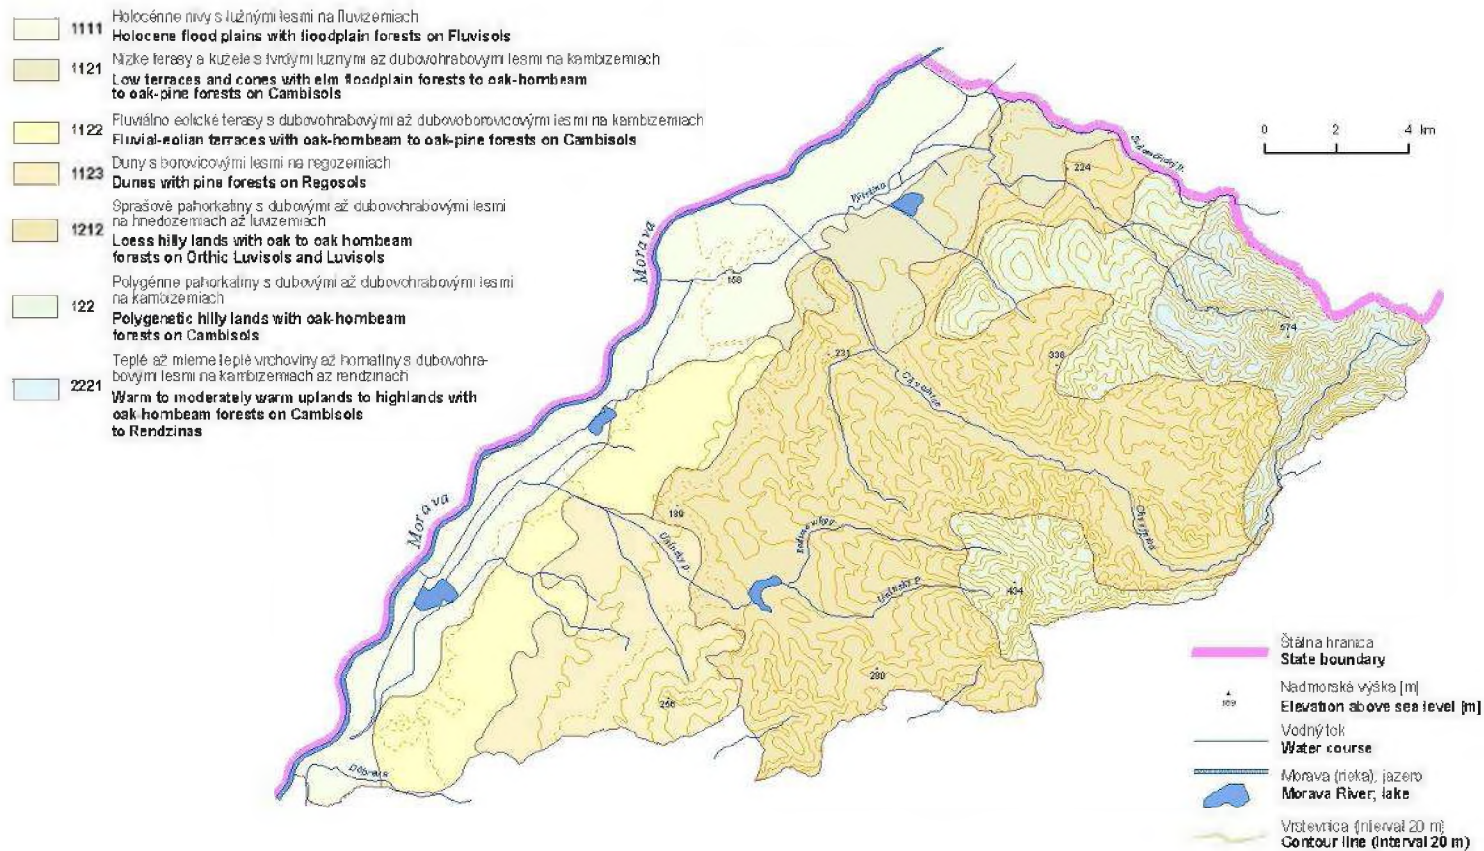 1111 Holocénne nivy s lužnými lesmi na fluvizemiach
Holocene flood plains with floodplain forests on Fluvisols
1121 Nízke terasy a kužele s tvrdými lužnými až dubovohrabovými lesmi na kambizemiach
Low terraces and cones with elm floodplain forests to oak-hornbeam
to oak-pine forests on Cambisols
1122 Fluviálno eolické terasy s dubovohrabovými až dubovoborovicovými lesmi na kambizemiach
Fluvial-eolian terraces with oak-hornbeam to oak-pine forests on Cambisols
1123 Duny s borovicovými lesmi na regozemiach
Dunes with pine forests on Regosols
1212 Sprašové pahorkatiny s dubovými až dubovohrabovými lesmi
na hnedozemiach až luvizemiach
Loess hilly lands with oak to oak hornbeam
forests on Orthic Luvisols and Luvisols
122 Polygénne pahorkatiny s dubovými až dubovohrabovými lesmi
na kambizemiach
Polygenetic hilly lands with oak-hornbeam
forests on Cambisols
2221 Teplé až mierne teplé vrchoviny až hornatiny s dubovohra-
bovými lesmi na kambizemiach až rendzinách
Warm to moderately warm uplands to highlands with
oak-hornbeam forests on Cambisols
to Rendzinas
0 2 4 km
224
Morava
158
574
231
338
Chvojnica
Morava
189
Unínsky p.
Chvojnica
Unínsky p.
434
280
256
Štátna hranica
State boundary
Nadmorská výška [m]
169
Elevation above sea level [m]
Vodný tok
Water course
Morava (rieka), jazero
Morava River, lake
Vrstevnica (Interval 20 m)
Contour line (Interval 20 m)